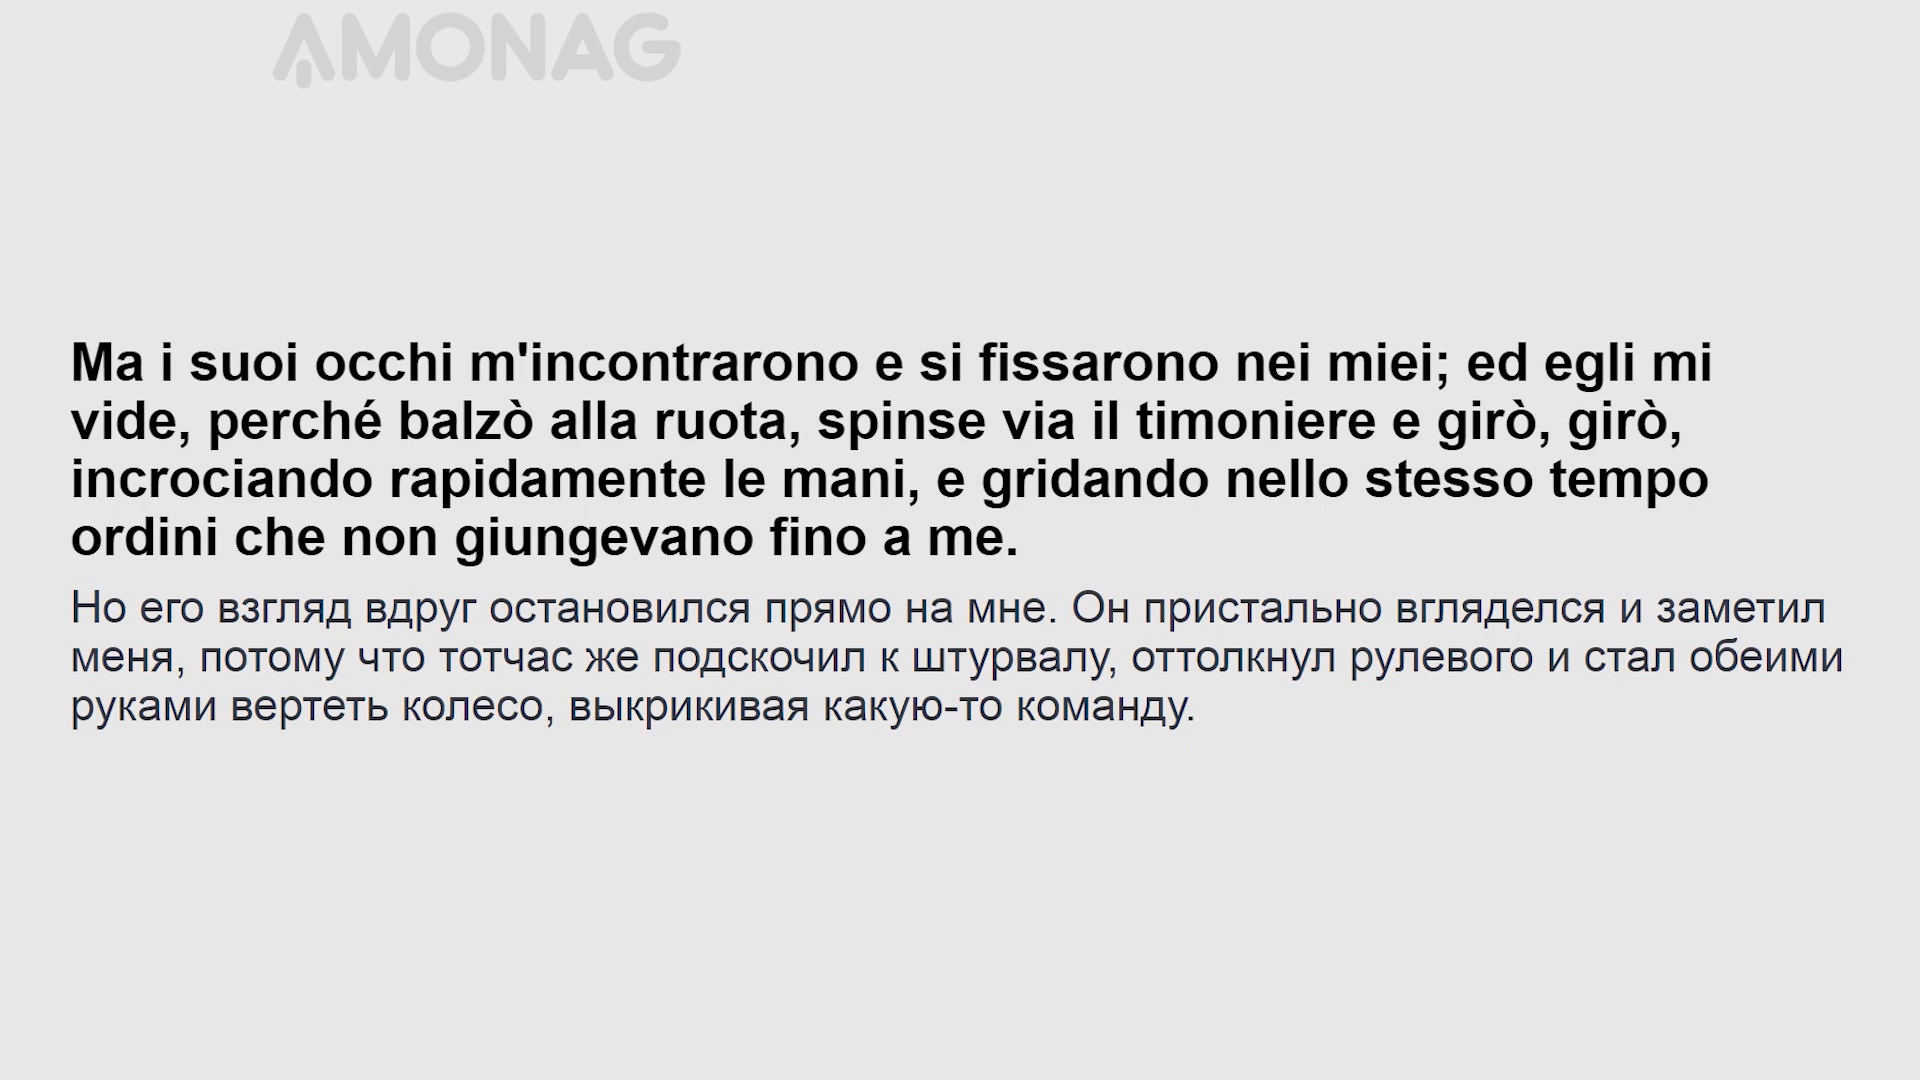 AMONAG
Ma i suoi occhi m'incontrarono e si fissarono nei miei; ed egli mi
vide, perché balzò alla ruota, spinse via il timoniere e girò, girò,
incrociando rapidamente le mani, e gridando nello stesso tempo
ordini che non giungevano fino a me.
Но его взгляд вдруг остановился прямо на мне. Он пристально вгляделся и заметил
меня, потому что тотчас же подскочил к штурвалу, оттолкнул рулевого и стал обеими
руками вертеть колесо, выкрикивая какую-то команду.